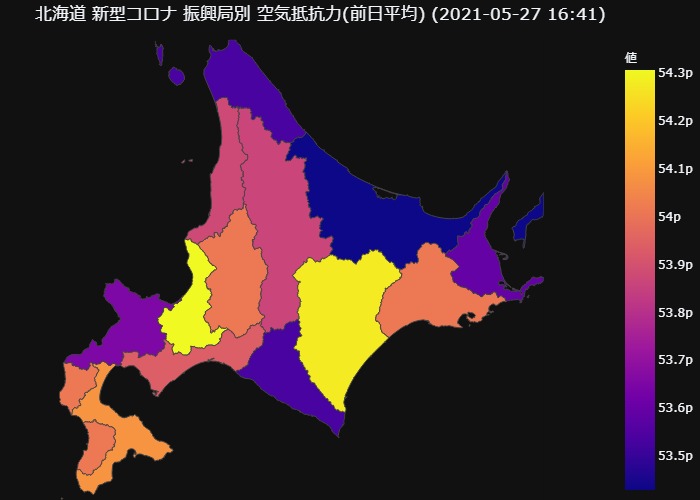 北海道 新型コロナ 振興局別 空気抵抗力(前日平均) (2021-05-27 16:41)
値
54.3p
54.2p
54.1p
54p
53.9p
53.8p
53.7p
53.6p
53.5p